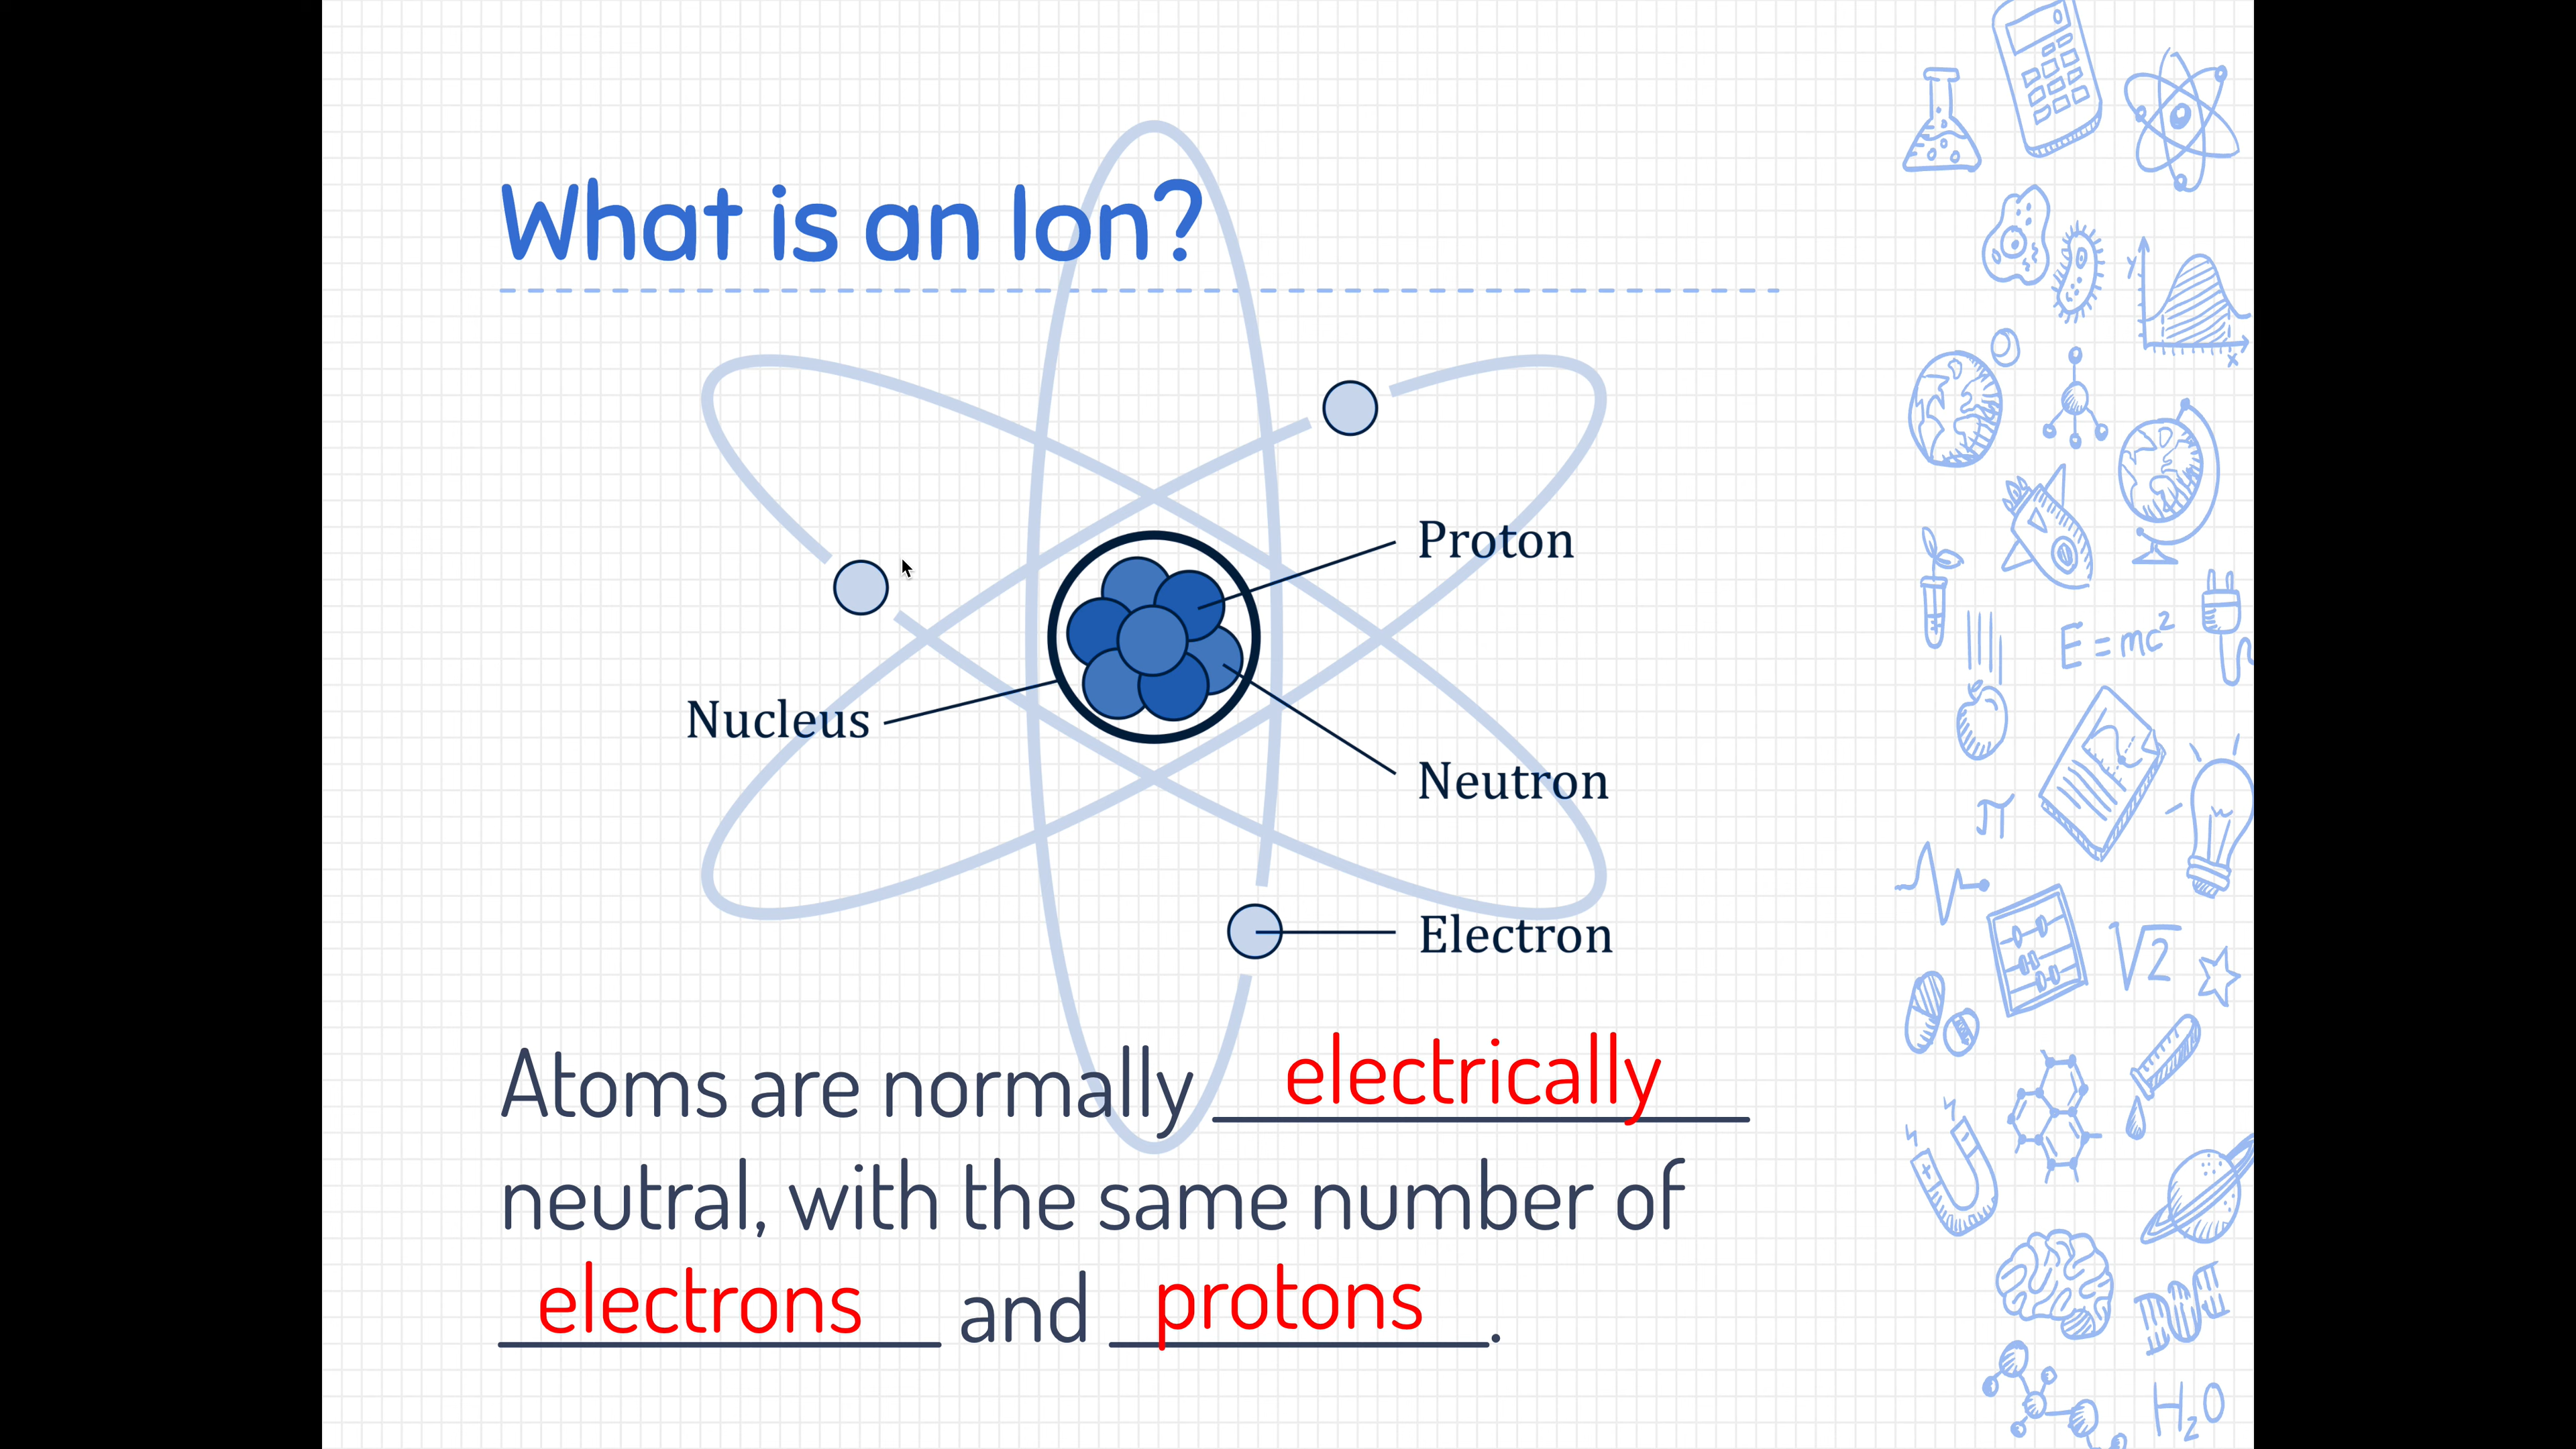 What is an Ion?
Proton
Nucleus
Neutron
Electron
Atoms are normally electrically
neutral, with the same number of
electrons and protons.
y
x
E = mc²
π
√2
H₂O